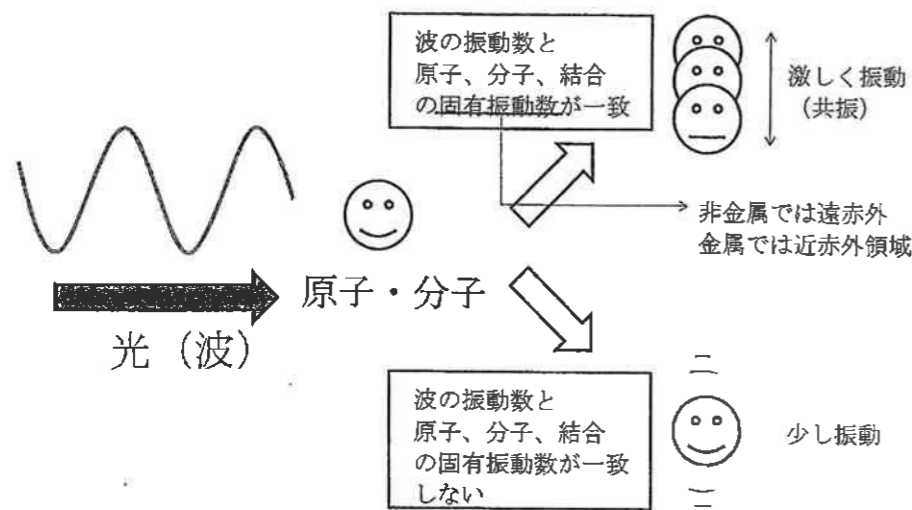 波の振動数と
原子、分子、結合
の固有振動数が一致
激しく振動
（共振）
非金属では遠赤外
金属では近赤外領域
原子・分子
光（波）
波の振動数と
原子、分子、結合
の固有振動数が一致
しない
少し振動